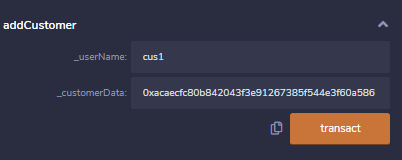 addCustomer
_userName: cus1
_customerData: 0xacaecfc80b842043f3e91267385f544e3f60a586
transact